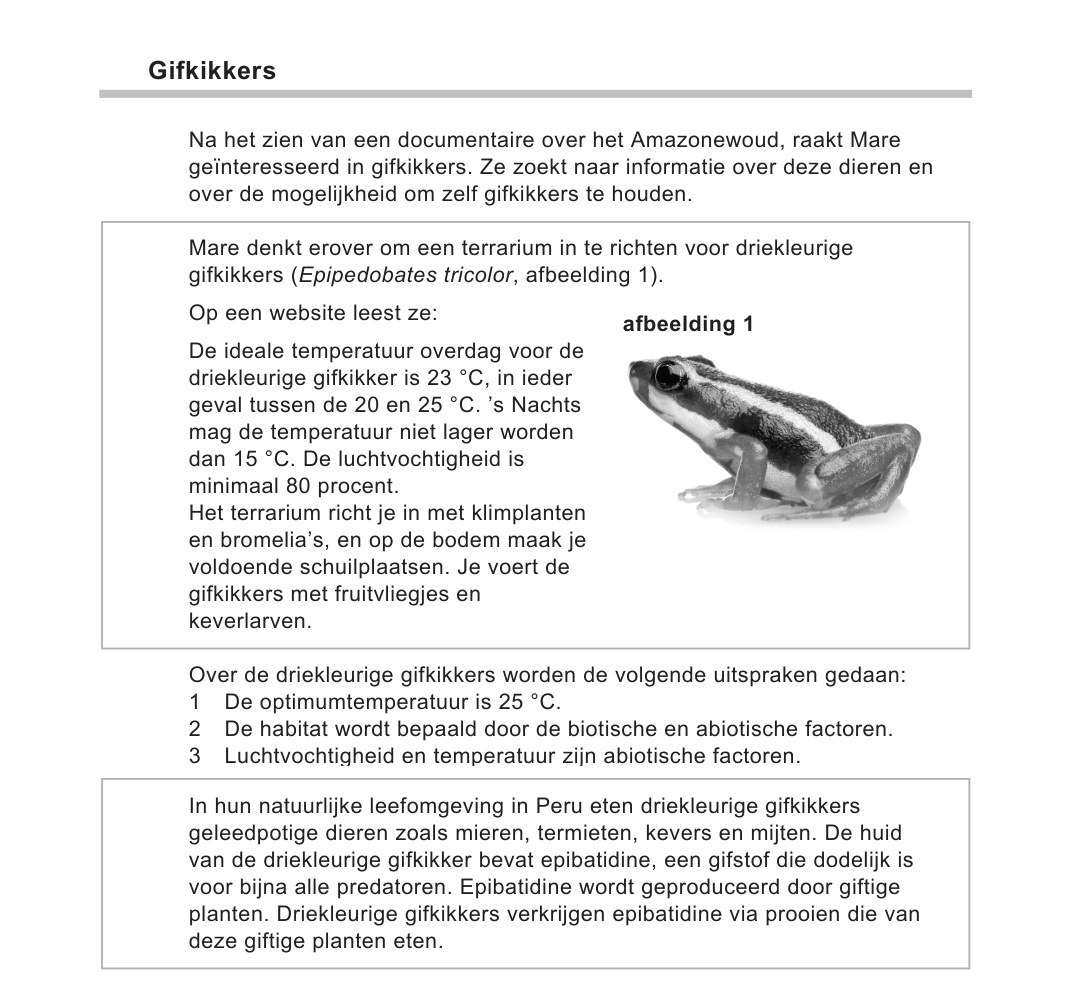 Gifkikkers
Na het zien van een documentaire over het Amazonewoud, raakt Mare
geïnteresseerd in gifkikkers. Ze zoekt naar informatie over deze dieren en
over de mogelijkheid om zelf gifkikkers te houden.
Mare denkt erover om een terrarium in te richten voor driekleurige
gifkikkers (Epipedobates tricolor, afbeelding 1).
Op een website leest ze:
De ideale temperatuur overdag voor de
driekleurige gifkikker is 23 °C, in ieder
geval tussen de 20 en 25 °C. ’s Nachts
mag de temperatuur niet lager worden
dan 15 °C. De luchtvochtigheid is
minimaal 80 procent.
Het terrarium richt je in met klimplanten
en bromelia’s, en op de bodem maak je
voldoende schuilplaatsen. Je voert de
gifkikkers met fruitvliegjes en
keverlarven.
afbeelding 1
Over de driekleurige gifkikkers worden de volgende uitspraken gedaan:
1 De optimumtemperatuur is 25 °C.
2 De habitat wordt bepaald door de biotische en abiotische factoren.
3 Luchtvochtigheid en temperatuur zijn abiotische factoren.
In hun natuurlijke leefomgeving in Peru eten driekleurige gifkikkers
geleedpotige dieren zoals mieren, termieten, kevers en mijten. De huid
van de driekleurige gifkikker bevat epibatidine, een gifstof die dodelijk is
voor bijna alle predatoren. Epibatidine wordt geproduceerd door giftige
planten. Driekleurige gifkikkers verkrijgen epibatidine via prooien die van
deze giftige planten eten.